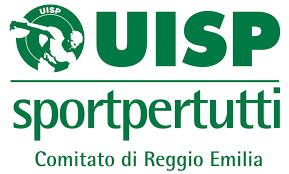 UISP
UISP
sportpertutti
Comitato di Reggio Emilia